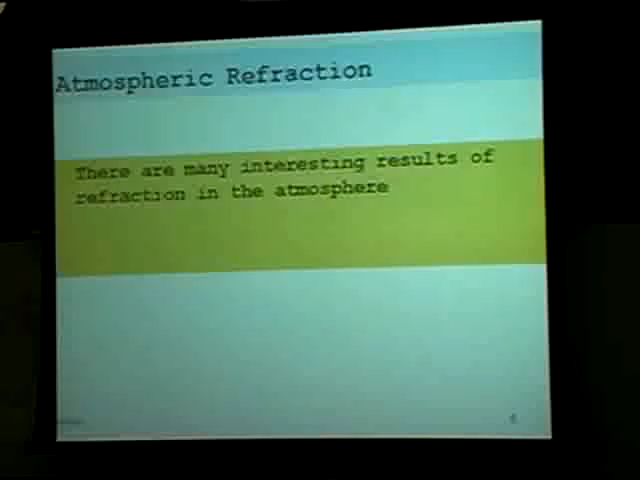 Atmospheric Refraction
There are many interesting results of
refraction in the atmosphere